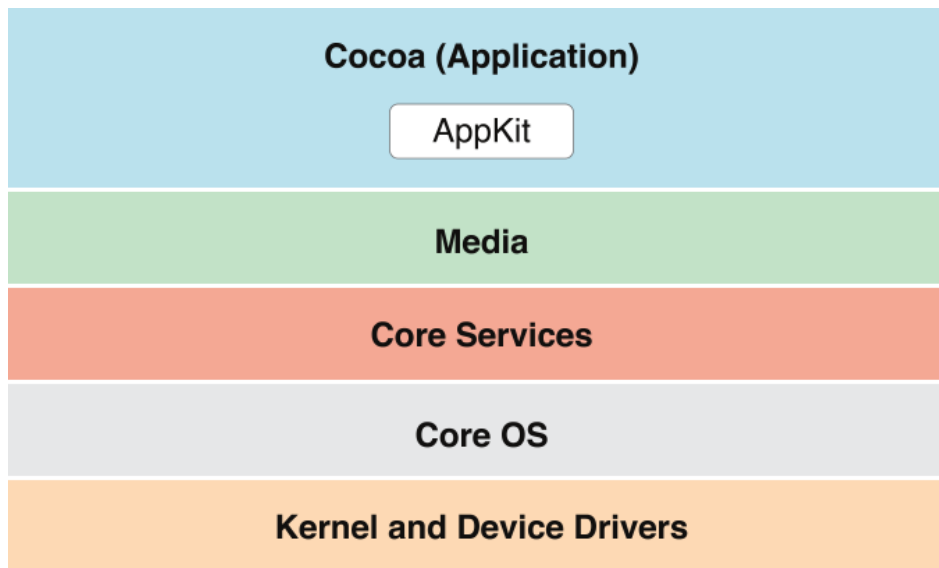 Cocoa (Application)
AppKit
Media
Core Services
Core OS
Kernel and Device Drivers